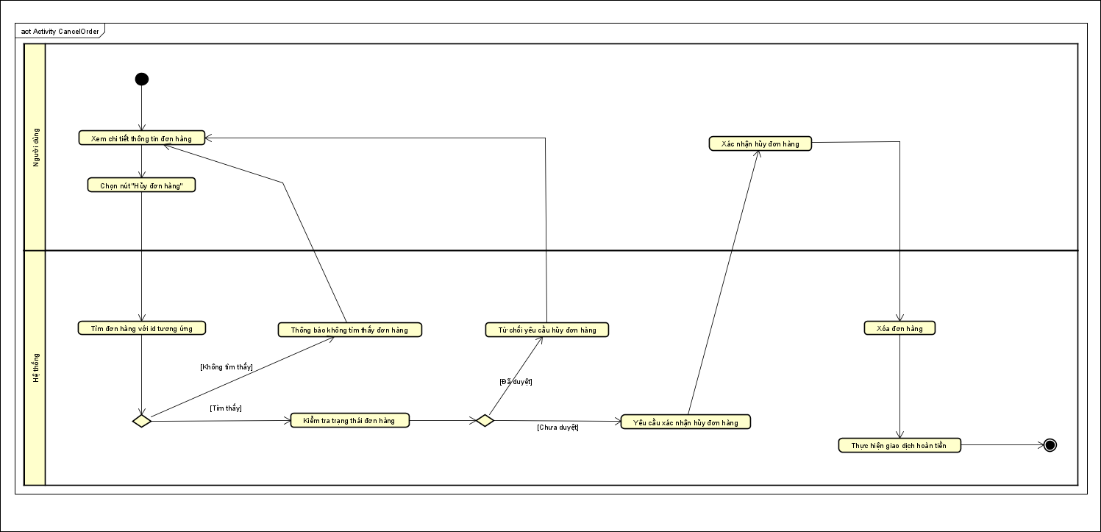 act Activity CancelOrder
Người dùng
Xem chi tiết thông tin đơn hàng
Xác nhận hủy đơn hàng
Chọn nút "Hủy đơn hàng"
Hệ thống
Tìm đơn hàng với id tương ứng
Thông báo không tìm thấy đơn hàng
Từ chối yêu cầu hủy đơn hàng
Xóa đơn hàng
[Không tìm thấy]
[Đã duyệt]
[Tìm thấy]
Kiểm tra trạng thái đơn hàng
[Chưa duyệt]
Yêu cầu xác nhận hủy đơn hàng
Thực hiện giao dịch hoàn tiền